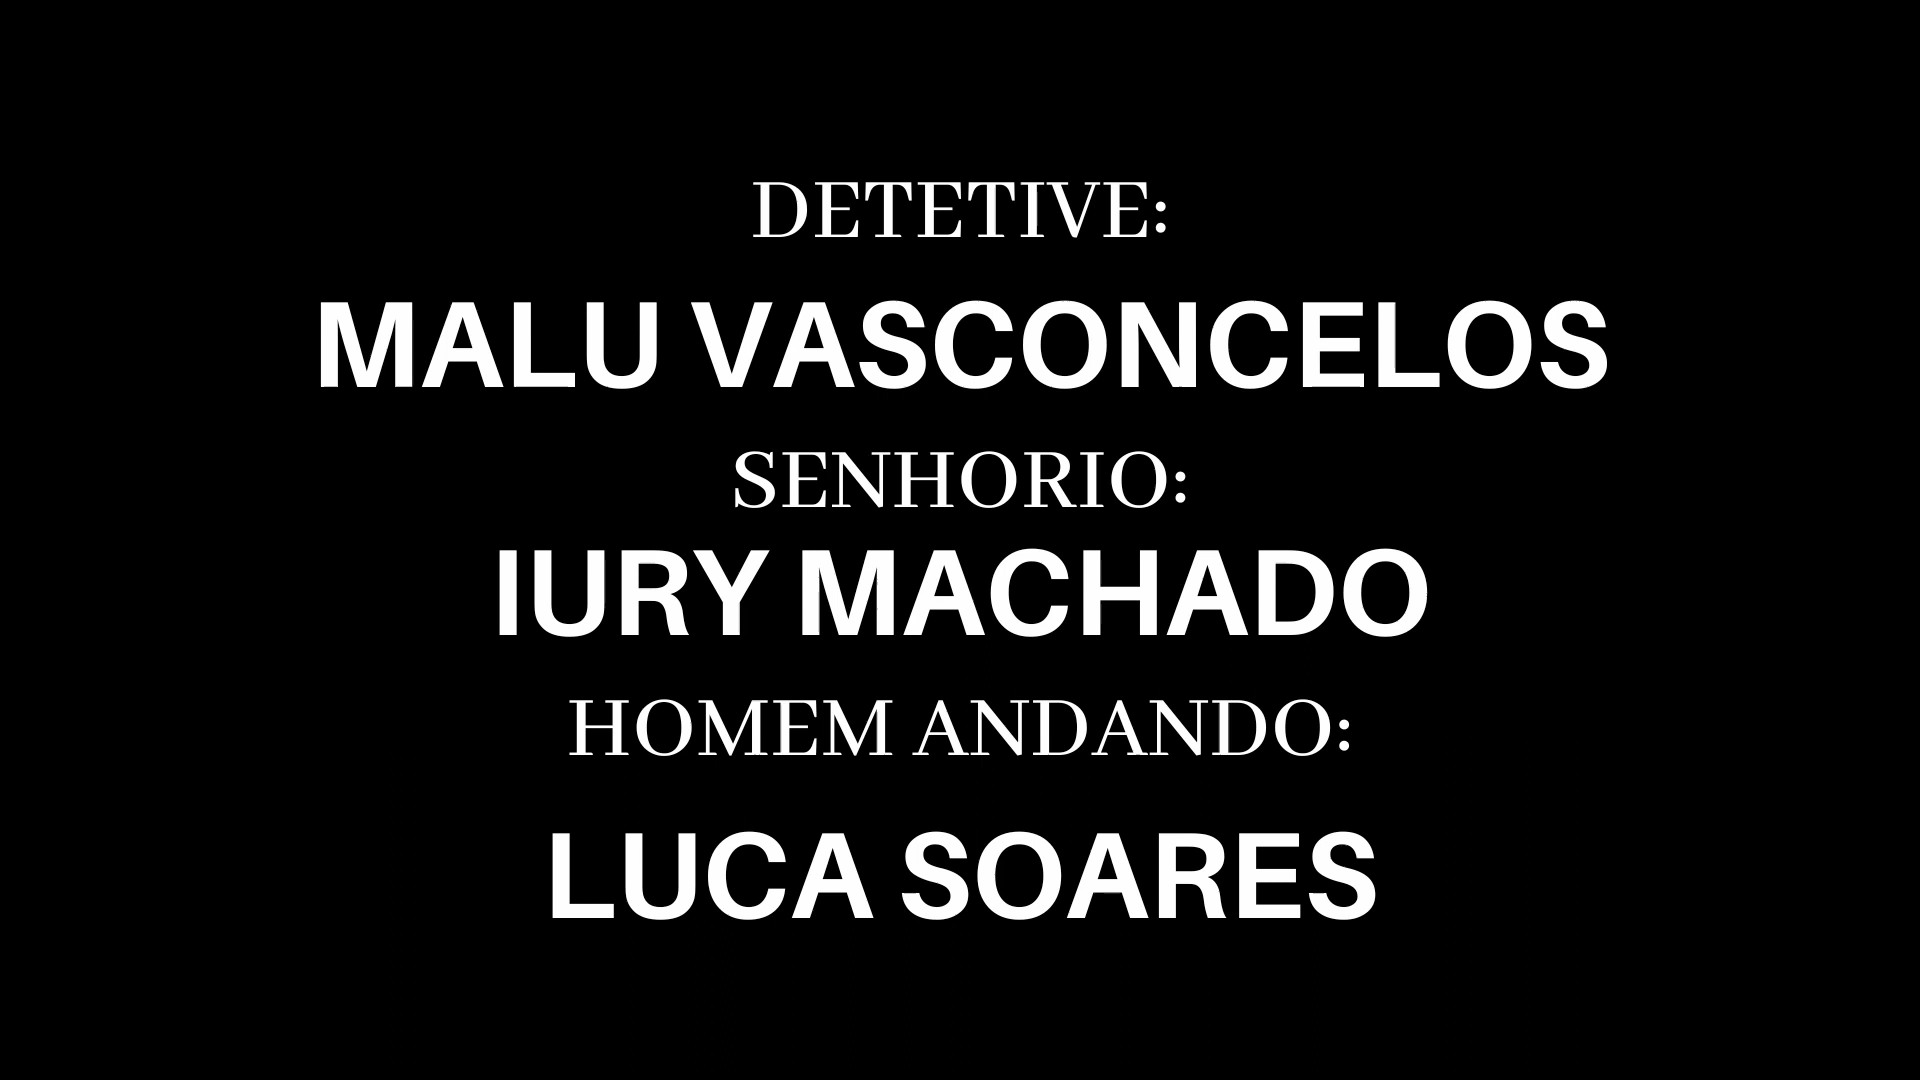 DETETIVE:
MALU VASCONCELOS
SENHORIO:
IURY MACHADO
HOMEM ANDANDO:
LUCA SOARES